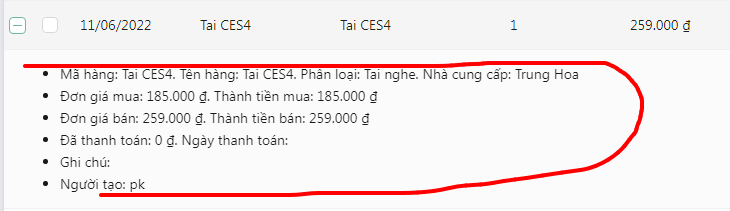 11/06/2022 Tai CES4 Tai CES4 1 259.000 ₫
Mã hàng: Tai CES4. Tên hàng: Tai CES4. Phân loại: Tai nghe. Nhà cung cấp: Trung Hoa
Đơn giá mua: 185.000 ₫. Thành tiền mua: 185.000 ₫
Đơn giá bán: 259.000 ₫. Thành tiền bán: 259.000 ₫
Đã thanh toán: 0 ₫. Ngày thanh toán:
Ghi chú:
Người tạo: pk